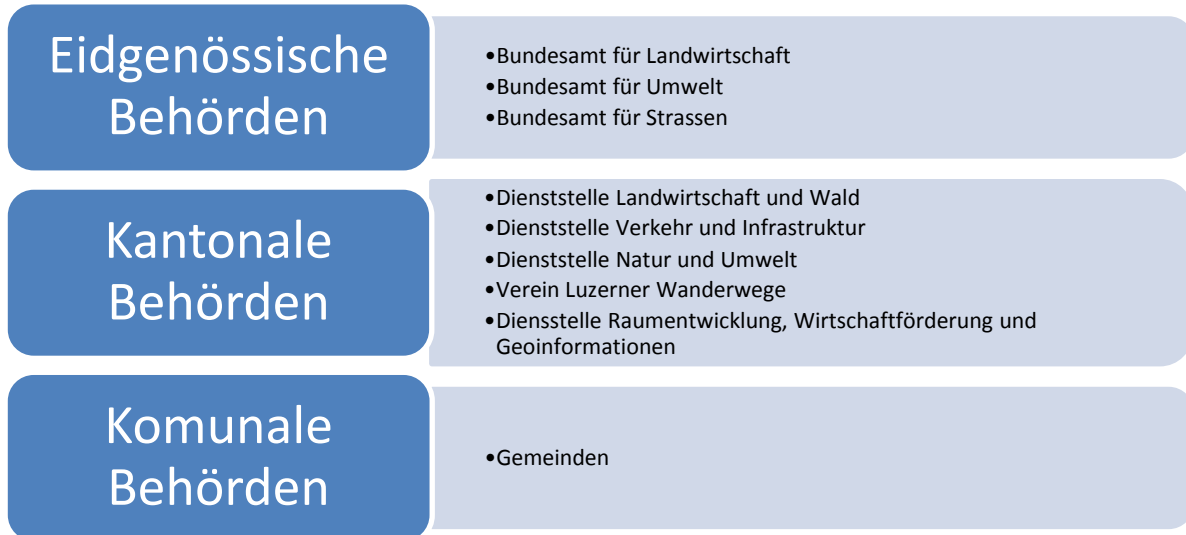 Eidgenössische
Behörden
•Bundesamt für Landwirtschaft
•Bundesamt für Umwelt
•Bundesamt für Strassen
Kantonale
Behörden
•Dienststelle Landwirtschaft und Wald
•Dienststelle Verkehr und Infrastruktur
•Dienststelle Natur und Umwelt
•Verein Luzerner Wanderwege
•Diensstelle Raumentwicklung, Wirtschaftförderung und
Geoinformationen
Komunale
Behörden
•Gemeinden